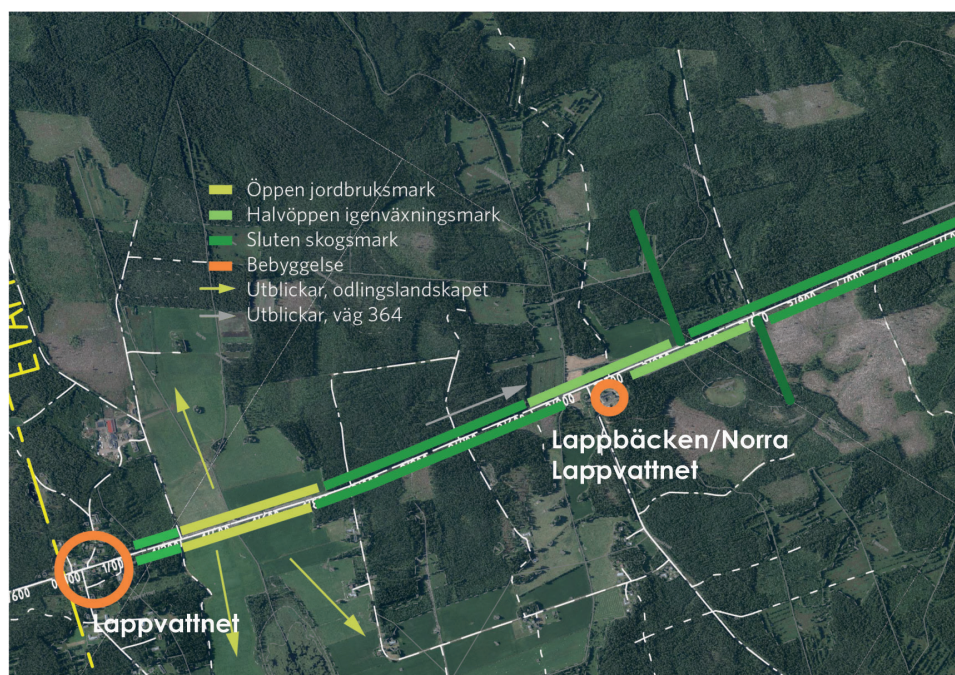 Öppen jordbruksmark
Halvöppen igenväxningsmark
Sluten skogsmark
Bebyggelse
Utblickar, odlingslandskapet
Utblickar, väg 364
Lappbäcken/Norra
Lappvattnet
Lappvattnet